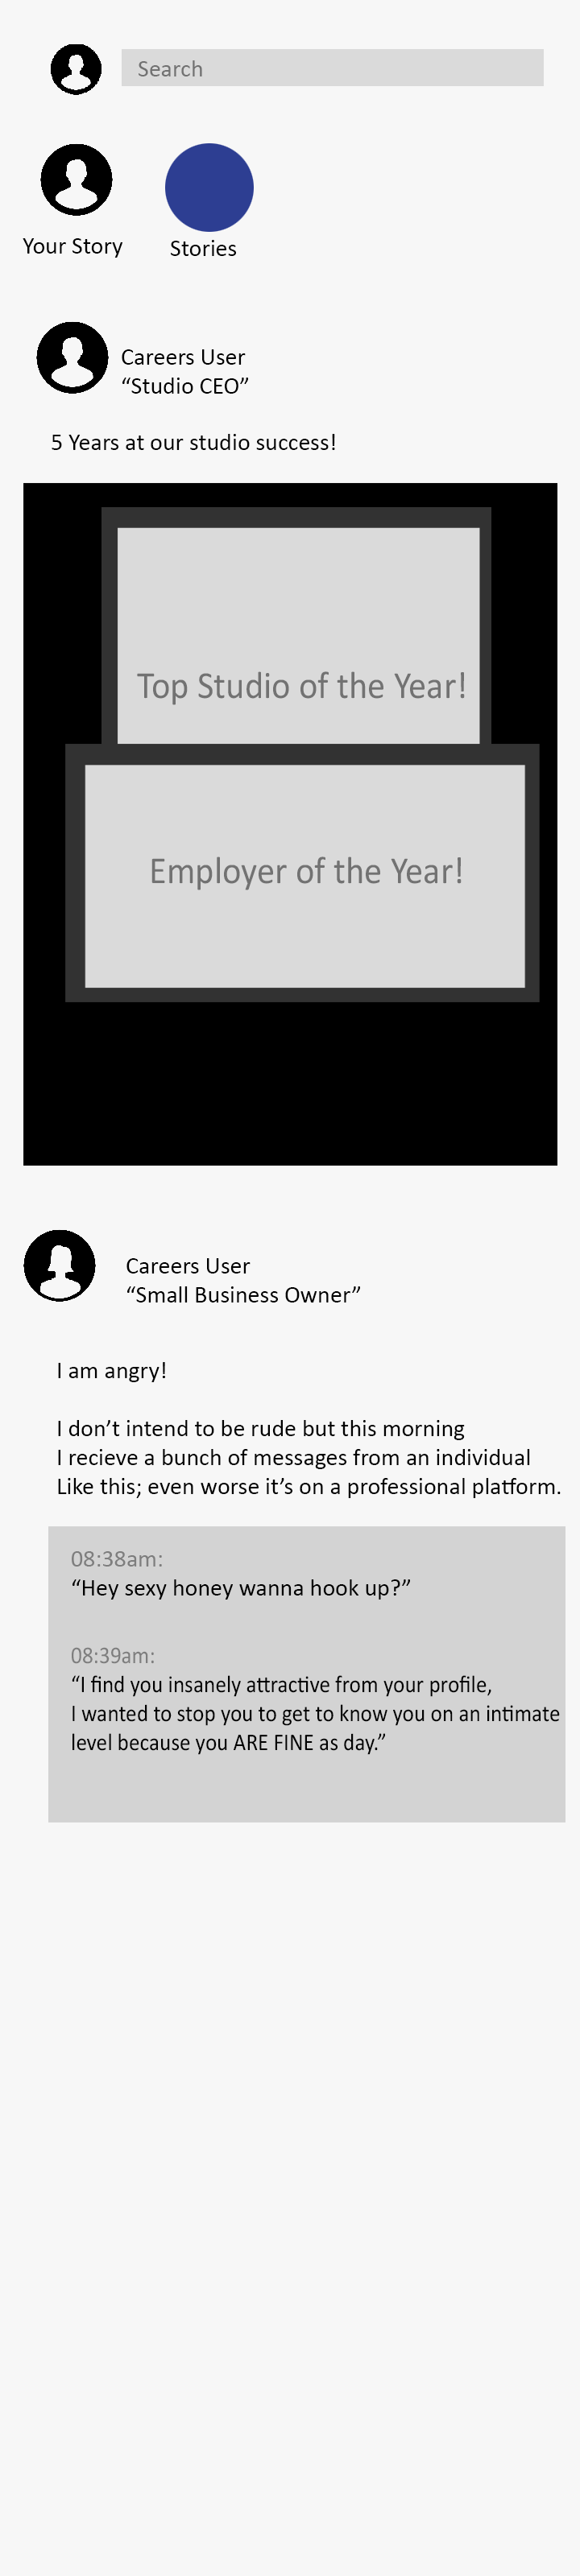 Search
Your Story
Stories
Careers User
“Studio CEO”
5 Years at our studio success!
Top Studio of the Year!
Employer of the Year!
Careers User
“Small Business Owner”
I am angry!
I don’t intend to be rude but this morning
I recieve a bunch of messages from an individual
Like this; even worse it’s on a professional platform.
08:38am:
“Hey sexy honey wanna hook up?”
08:39am:
“I find you insanely attractive from your profile,
I wanted to stop you to get to know you on an intimate
level because you ARE FINE as day.”